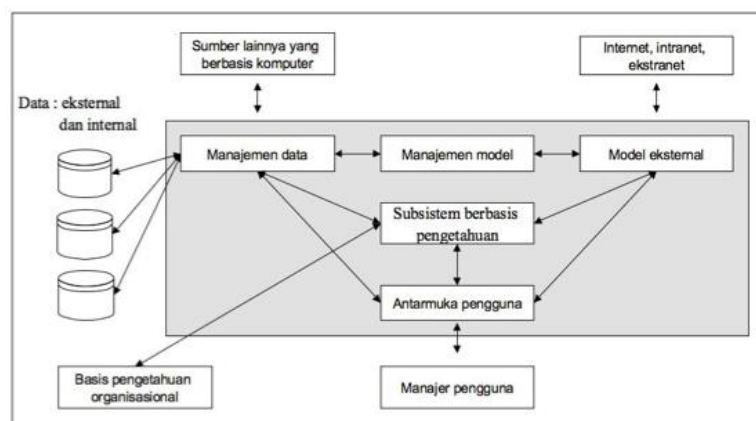 Sumber lainnya yang
berbasis komputer
Internet, intranet,
ekstranet
Data : eksternal
dan internal
Manajemen data
Manajemen model
Model eksternal
Subsistem berbasis
pengetahuan
Antarmuka pengguna
Basis pengetahuan
organisasional
Manajer pengguna